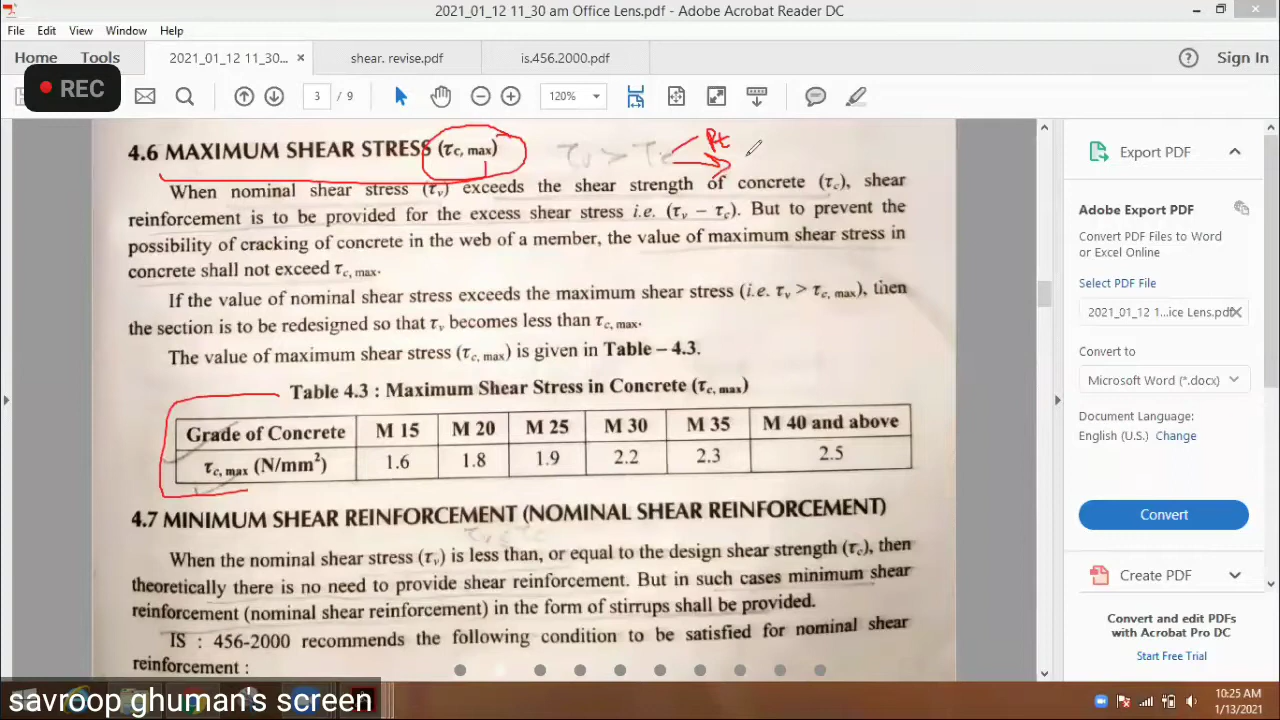 2021_01_12 11_30 am Office Lens.pdf - Adobe Acrobat Reader DC
File Edit View Window Help
Home Tools 2021_01_12 11_30... × shear. revise.pdf is.456.2000.pdf Sign In
REC
3 / 9 120%
4.6 MAXIMUM SHEAR STRESS (τc, max) τv > τc Pt
When nominal shear stress (τv) exceeds the shear strength of concrete (τc), shear
reinforcement is to be provided for the excess shear stress i.e. (τv − τc). But to prevent the
possibility of cracking of concrete in the web of a member, the value of maximum shear stress in
concrete shall not exceed τc, max.
If the value of nominal shear stress exceeds the maximum shear stress (i.e. τv > τc, max), then
the section is to be redesigned so that τv becomes less than τc, max.
The value of maximum shear stress (τc, max) is given in Table – 4.3.
Table 4.3 : Maximum Shear Stress in Concrete (τc, max)
Grade of Concrete M 15 M 20 M 25 M 30 M 35 M 40 and above
τc, max (N/mm²) 1.6 1.8 1.9 2.2 2.3 2.5
4.7 MINIMUM SHEAR REINFORCEMENT (NOMINAL SHEAR REINFORCEMENT)
When the nominal shear stress (τv) is less than, or equal to the design shear strength (τc), then
theoretically there is no need to provide shear reinforcement. But in such cases minimum shear
reinforcement (nominal shear reinforcement) in the form of stirrups shall be provided.
IS : 456-2000 recommends the following condition to be satisfied for nominal shear
reinforcement :
Export PDF
Adobe Export PDF
Convert PDF Files to Word
or Excel Online
Select PDF File
2021_01_12 1...ice Lens.pdf
Convert to
Microsoft Word (*.docx)
Document Language:
English (U.S.) Change
Convert
Create PDF
Convert and edit PDFs
with Acrobat Pro DC
Start Free Trial
savroop ghuman's screen
10:25 AM
1/13/2021